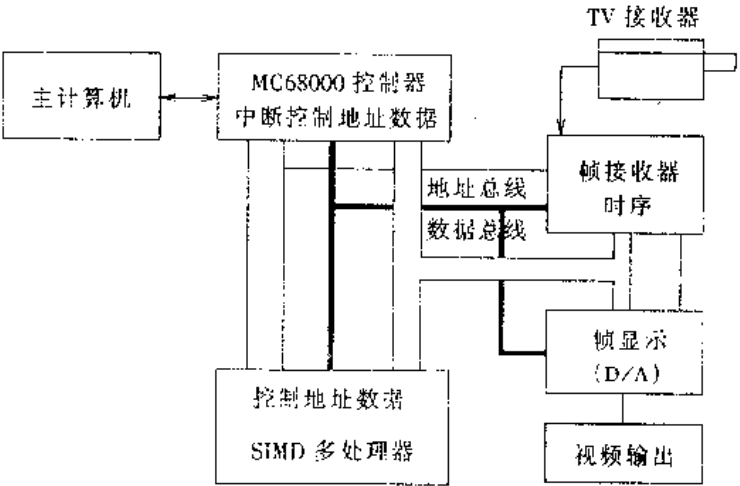 TV 接收器
主计算机
MC68000 控制器
中断控制地址数据
帧接收器
时序
地址总线
数据总线
帧显示
(D/A)
控制地址数据
SIMD 多处理器
视频输出